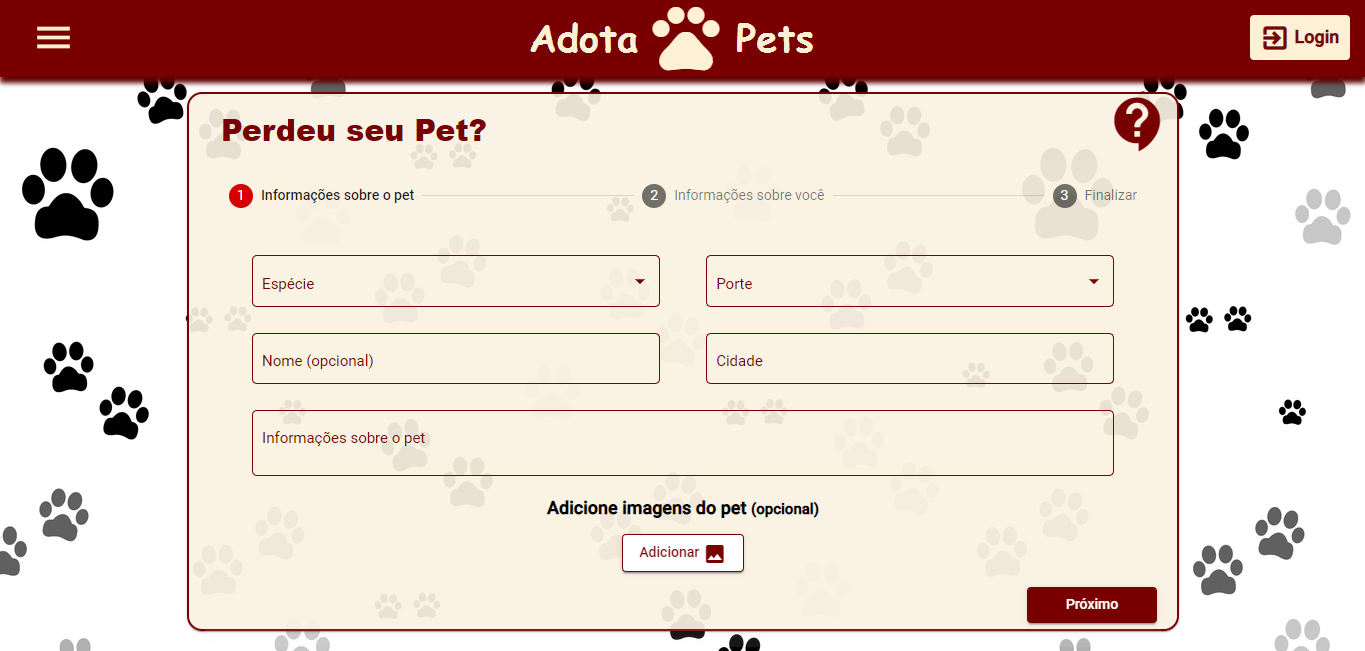 Adota Pets
Login
Perdeu seu Pet?
?
1 Informações sobre o pet 2 Informações sobre você 3 Finalizar
Espécie Porte
Nome (opcional) Cidade
Informações sobre o pet
Adicione imagens do pet (opcional)
Adicionar
Próximo